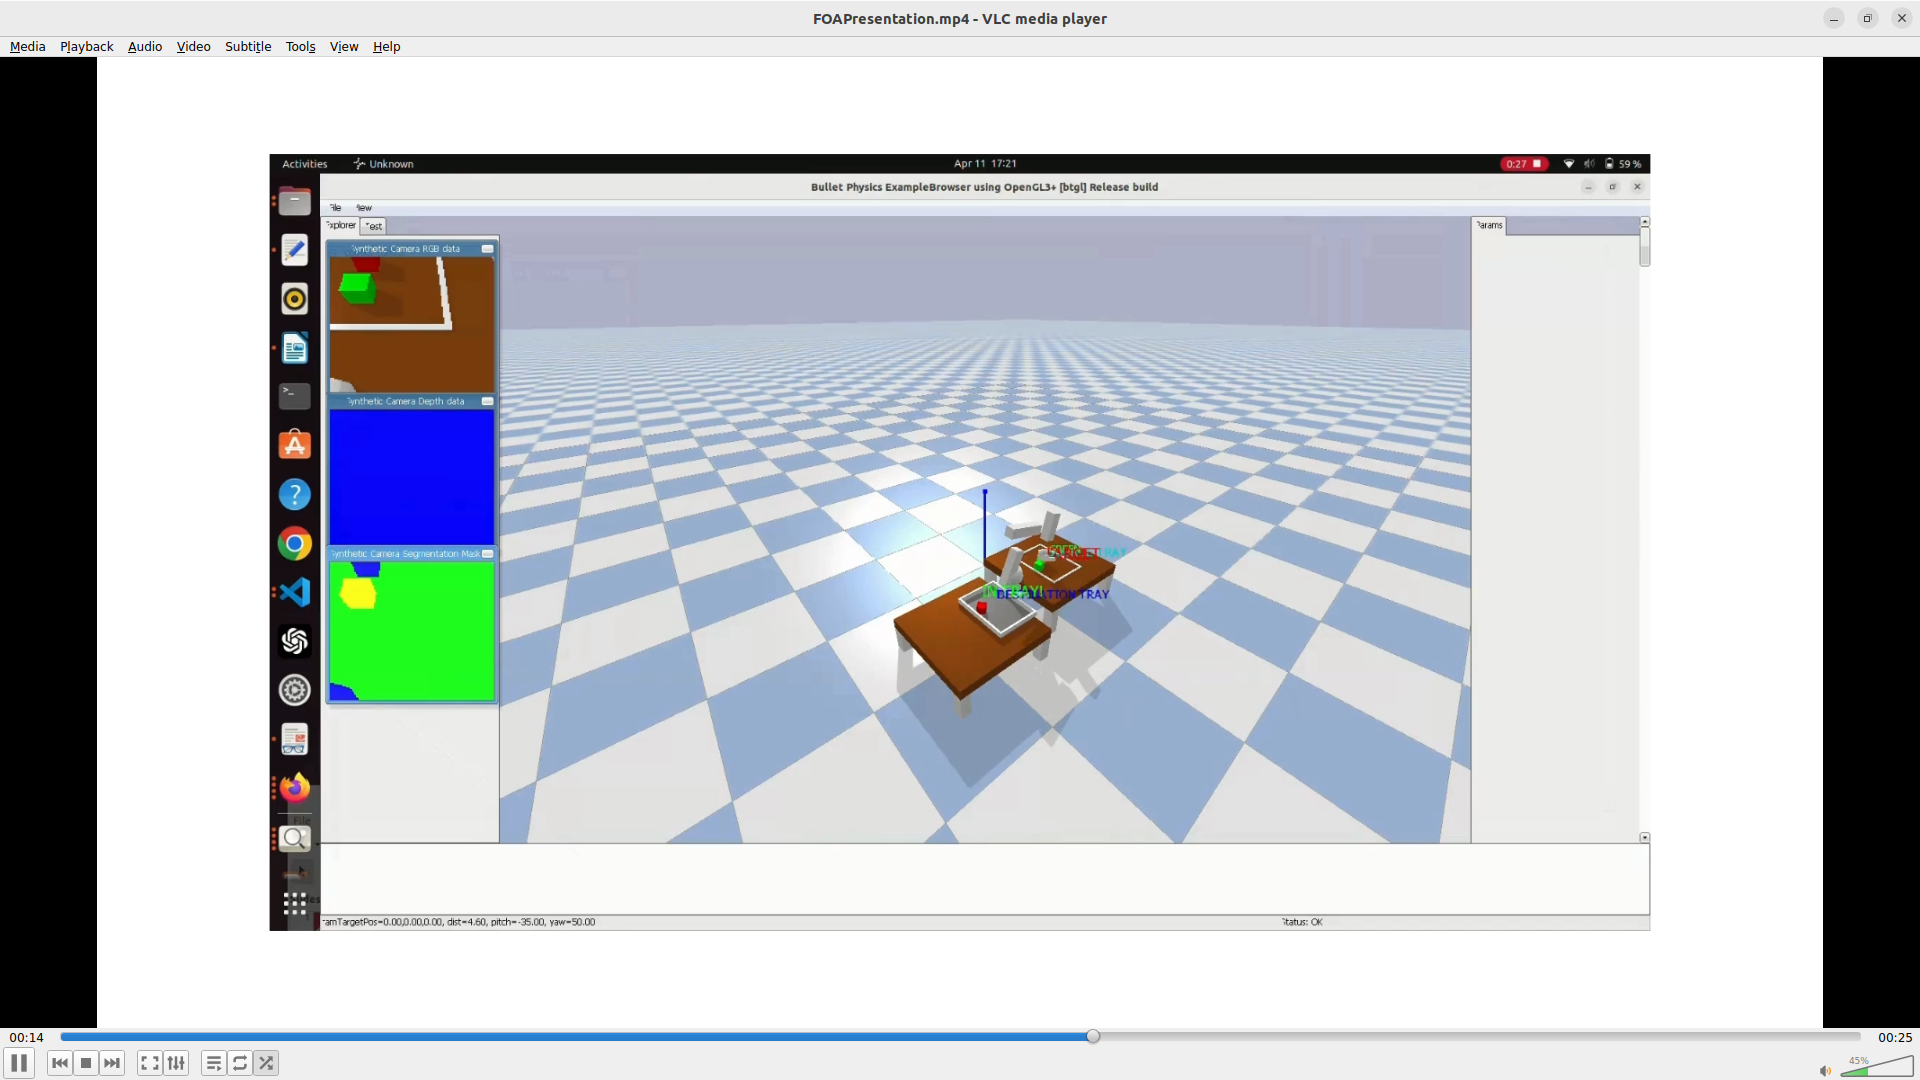 FOAPresentation.mp4 - VLC media player
Media Playback Audio Video Subtitle Tools View Help
Activities Unknown Apr 11 17:21 0:27 59 %
Bullet Physics ExampleBrowser using OpenGL3+ [btgl] Release build
File View
Explorer Test Params
Synthetic Camera RGB data
Synthetic Camera Depth data
Synthetic Camera Segmentation Mask
TRAY
DESTINATION TRAY
File
camTargetPos=0.00,0.00,0.00, dist=4.60, pitch=-35.00, yaw=50.00 Status: OK
00:14 00:25
45%